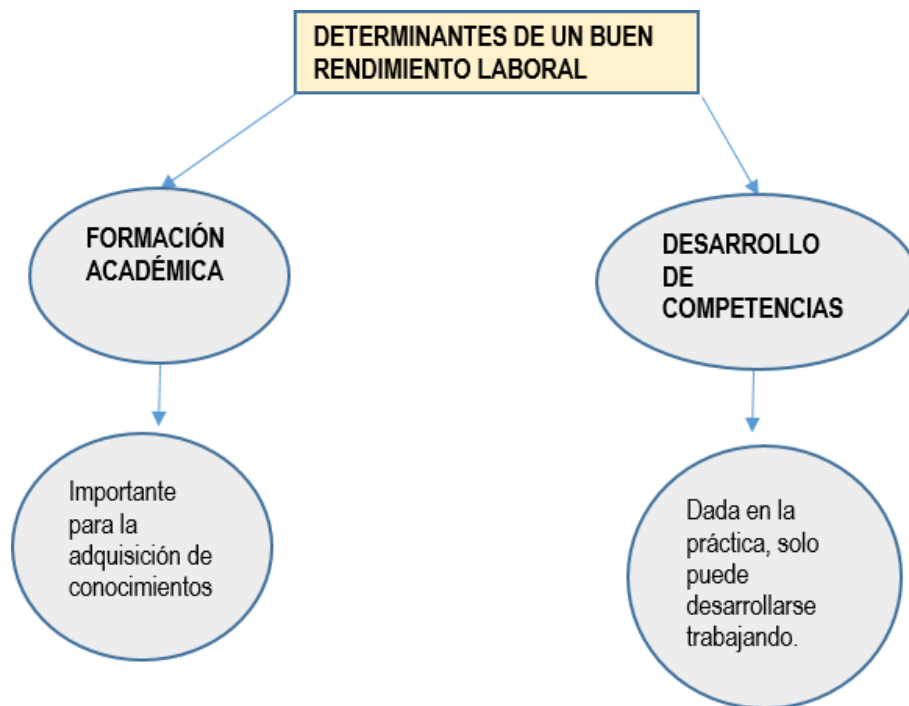 DETERMINANTES DE UN BUEN
RENDIMIENTO LABORAL
FORMACIÓN
ACADÉMICA
DESARROLLO
DE
COMPETENCIAS
Importante
para la
adquisición de
conocimientos
Dada en la
práctica, solo
puede
desarrollarse
trabajando.